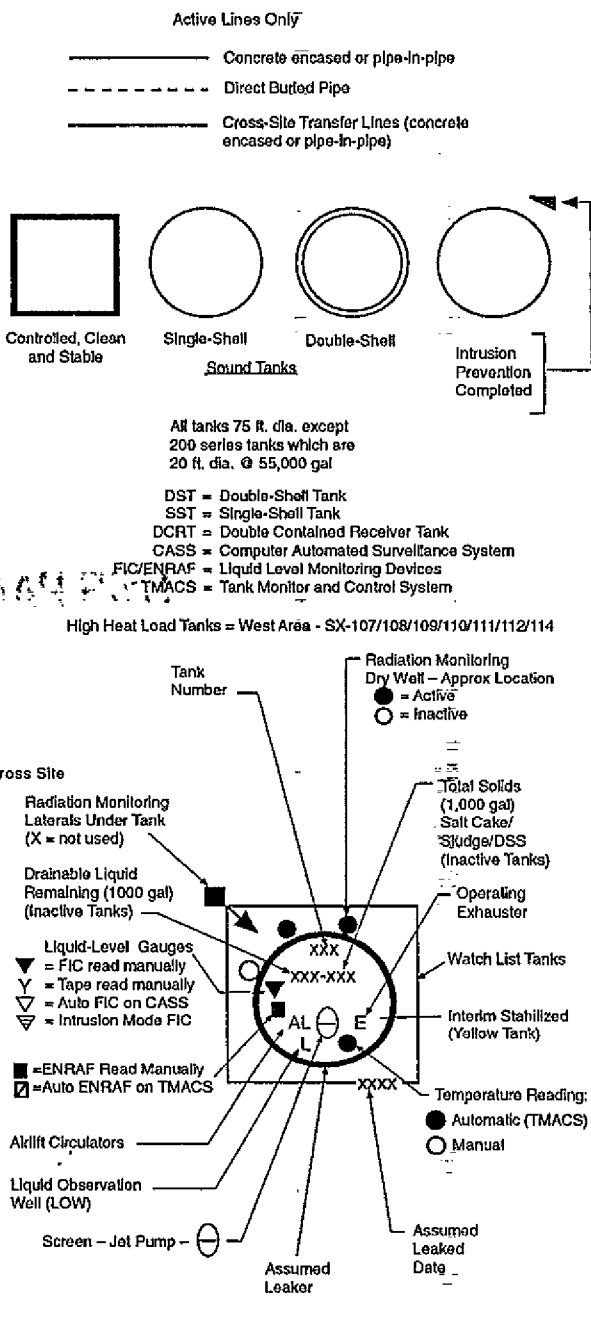 Active Lines Only
Concrete encased or pipe-in-pipe
Direct Buried Pipe
Cross-Site Transfer Lines (concrete
encased or pipe-in-pipe)
Controlled, Clean
and Stable
Single-Shell
Double-Shell
Sound Tanks
Intrusion
Prevention
Completed
All tanks 75 ft. dia. except
200 series tanks which are
20 ft. dia. @ 55,000 gal
DST = Double-Shell Tank
SST = Single-Shell Tank
DCRT = Double Contained Receiver Tank
CASS = Computer Automated Surveillance System
FIC/ENRAF = Liquid Level Monitoring Devices
TMACS = Tank Monitor and Control System
High Heat Load Tanks = West Area - SX-107/108/109/110/111/112/114
Tank
Number
Radiation Monitoring
Dry Well – Approx Location
= Active
= Inactive
ross Site
Radiation Monitoring
Laterals Under Tank
(X = not used)
Total Solids
(1,000 gal)
Salt Cake/
Sludge/DSS
(Inactive Tanks)
Drainable Liquid
Remaining (1000 gal)
(Inactive Tanks)
Operating
Exhauster
Liquid-Level Gauges
= FIC read manually
Y = Tape read manually
= Auto FIC on CASS
= Intrusion Mode FIC
XXX
XXX-XXX
AL E
L
XXXX
Watch List Tanks
Interim Stabilized
(Yellow Tank)
=ENRAF Read Manually
=Auto ENRAF on TMACS
Temperature Reading:
Automatic (TMACS)
Manual
Airlift Circulators
Liquid Observation
Well (LOW)
Screen – Jet Pump –
Assumed
Leaker
Assumed
Leaked
Date